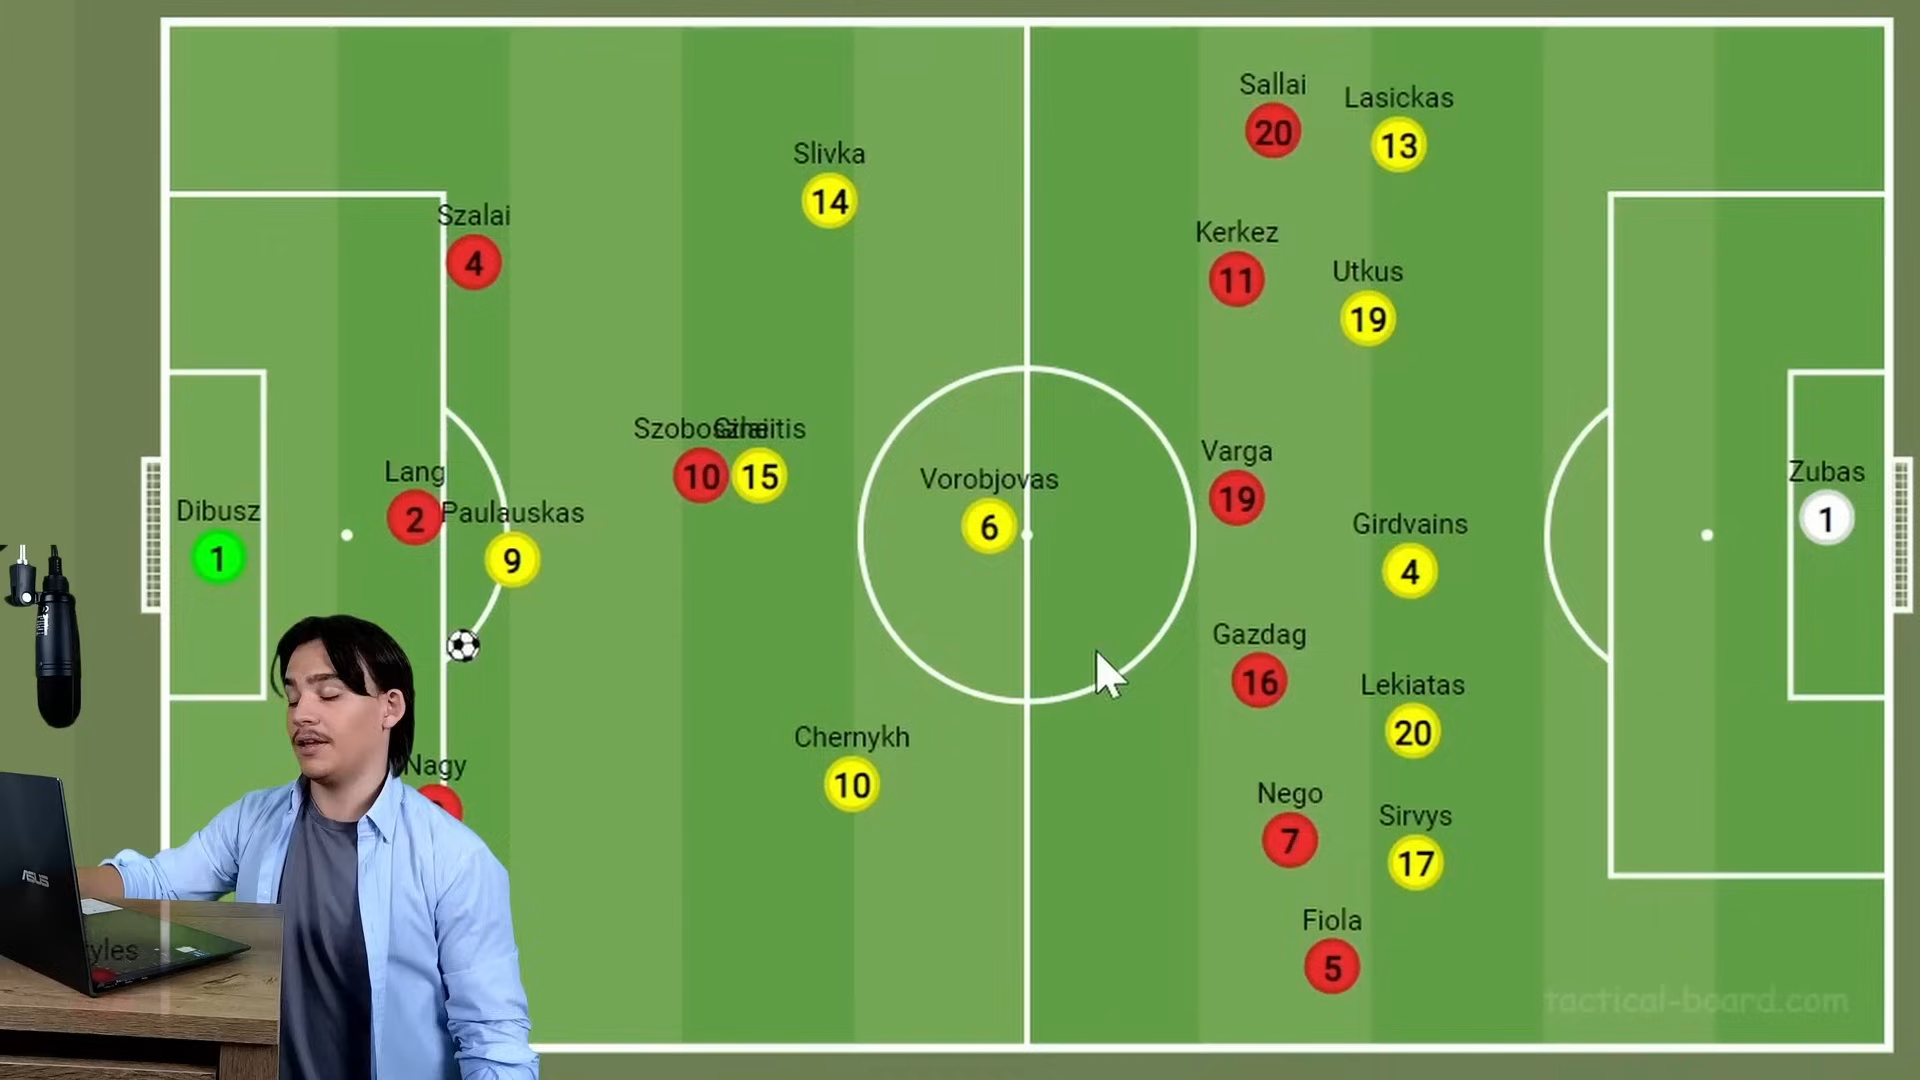 Sallai
20
Lasickas
13
Slivka
14
Szalai
4
Kerkez
11
Utkus
19
Lang
2
Paulauskas
9
10
15
Vorobjovas
6
Varga
19
Zubas
1
Dibusz
1
Girdvains
4
Gazdag
16
Lekiatas
20
Chernykh
10
Nagy
Nego
7
Sirvys
17
Fiola
5
ASUS
yles
tactical-board.com